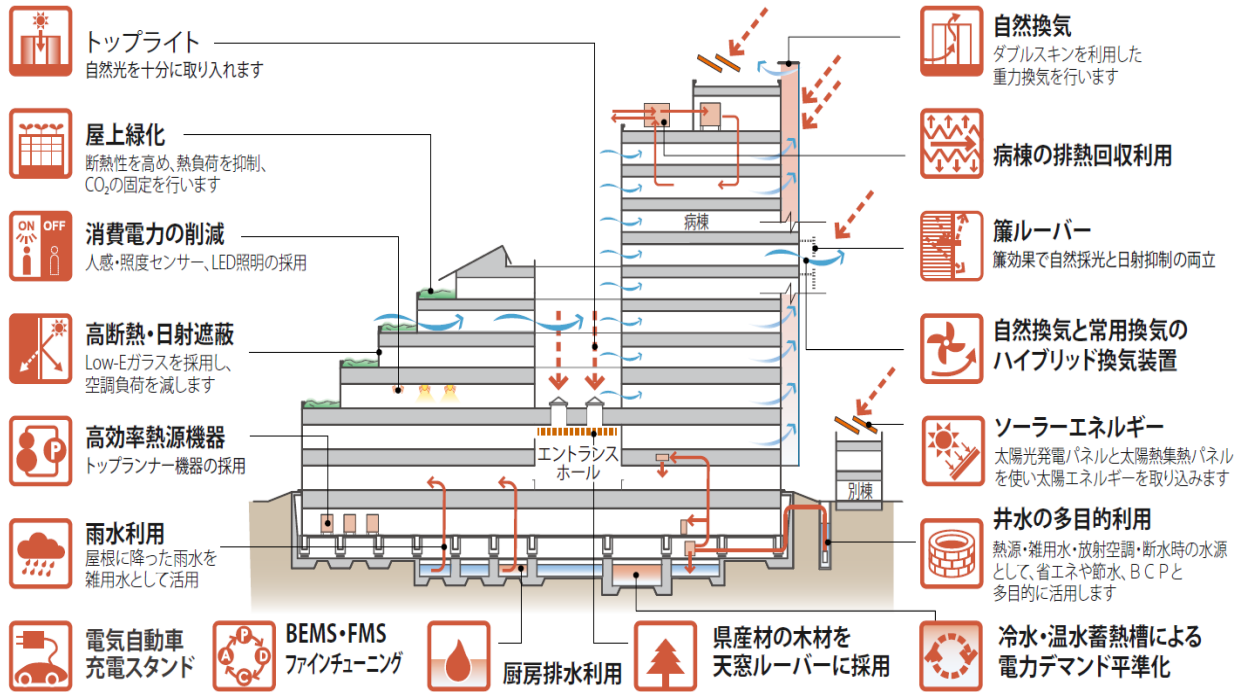 トップライト
自然光を十分に取り入れます
屋上緑化
断熱性を高め、熱負荷を抑制、
CO₂の固定を行います
ON OFF
消費電力の削減
人感・照度センサー、LED照明の採用
高断熱・日射遮蔽
Low-Eガラスを採用し、
空調負荷を減します
P
高効率熱源機器
トップランナー機器の採用
雨水利用
屋根に降った雨水を
雑用水として活用
電気自動車
充電スタンド
P
A D
C
BEMS・FMS
ファインチューニング
厨房排水利用
県産材の木材を
天窓ルーバーに採用
病棟
エントランス
ホール
別棟
自然換気
ダブルスキンを利用した
重力換気を行います
病棟の排熱回収利用
簾ルーバー
簾効果で自然採光と日射抑制の両立
自然換気と常用換気の
ハイブリッド換気装置
ソーラーエネルギー
太陽光発電パネルと太陽熱集熱パネル
を使い太陽エネルギーを取り込みます
井水の多目的利用
熱源・雑用水・放射空調・断水時の水源
として、省エネや節水、ＢＣＰと
多目的に活用します
冷水・温水蓄熱槽による
電力デマンド平準化